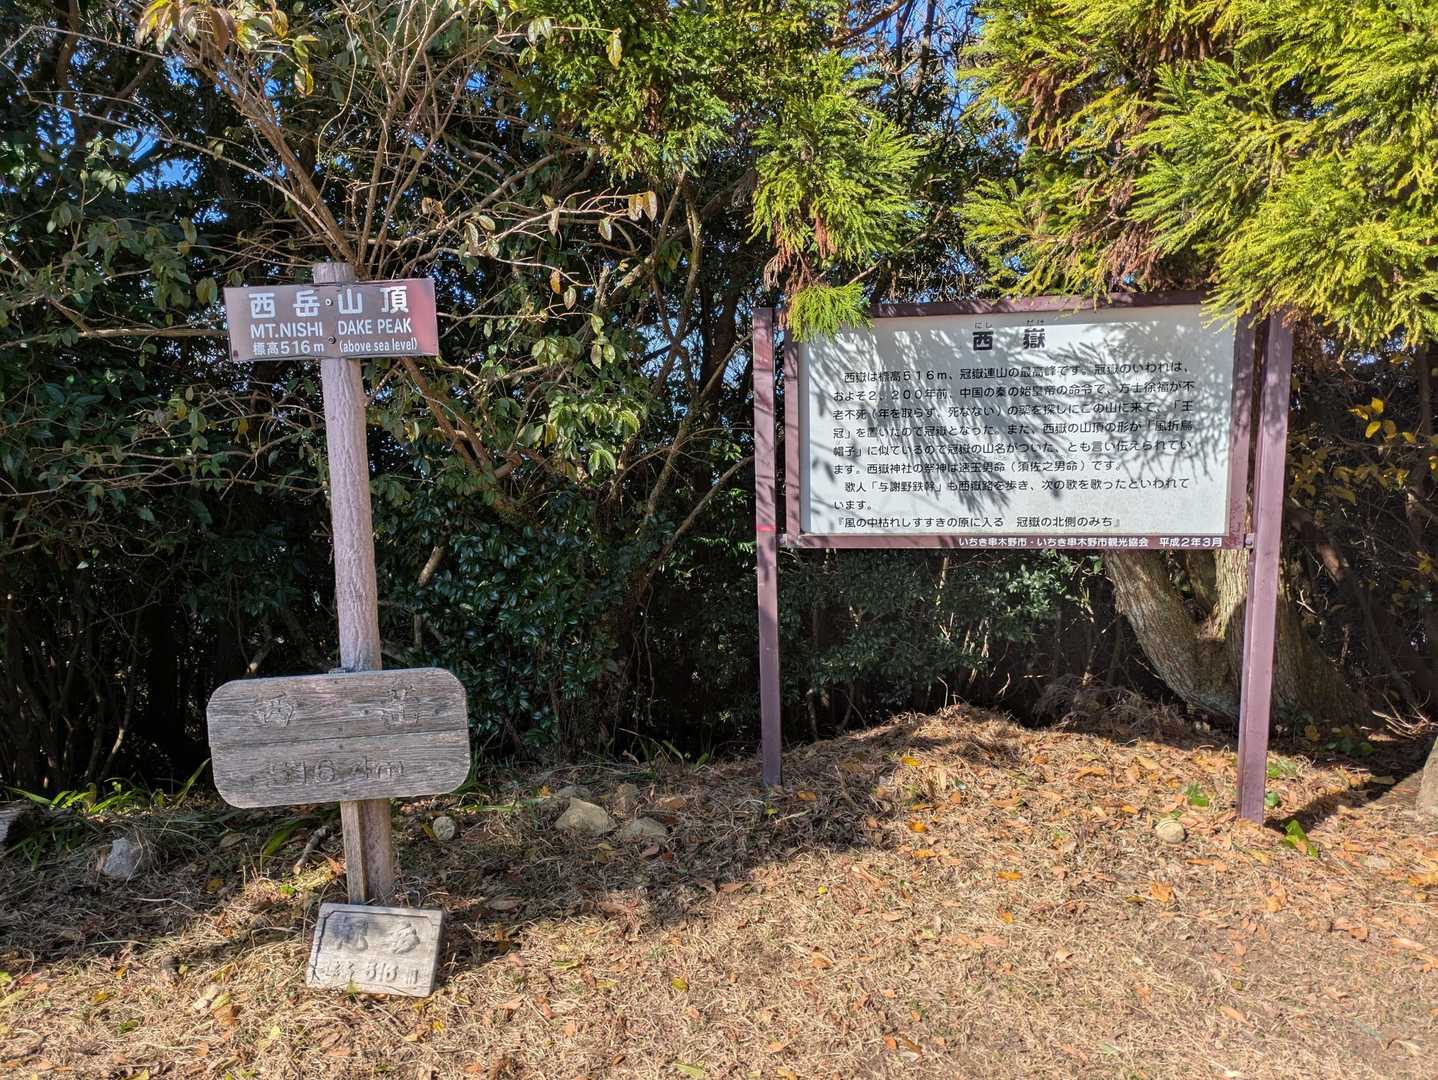 西岳山頂
MT.NISHI DAKE PEAK
標高516m (above sea level)
西
516.4m
にし だけ
西 嶽
西嶽は標高516m、冠嶽連山の最高峰です。冠嶽のいわれは、
およそ2,200年前、中国の秦の始皇帝の命令で、方士徐福が不
老不死(年を取らず、死なない)の薬を探しにこの山に来て、「王
冠」を置いたので冠嶽となった。また、西嶽の山頂の形が「風折烏
帽子」に似ているので冠嶽の山名がついた、とも言い伝えられてい
ます。西嶽神社の祭神は速玉男命(須佐之男命)です。
歌人「与謝野鉄幹」も西嶽路を歩き、次の歌を歌ったといわれて
います。
『風の中枯れしすすきの原に入る 冠嶽の北側のみち』
いちき串木野市・いちき串木野市観光協会 平成2年3月